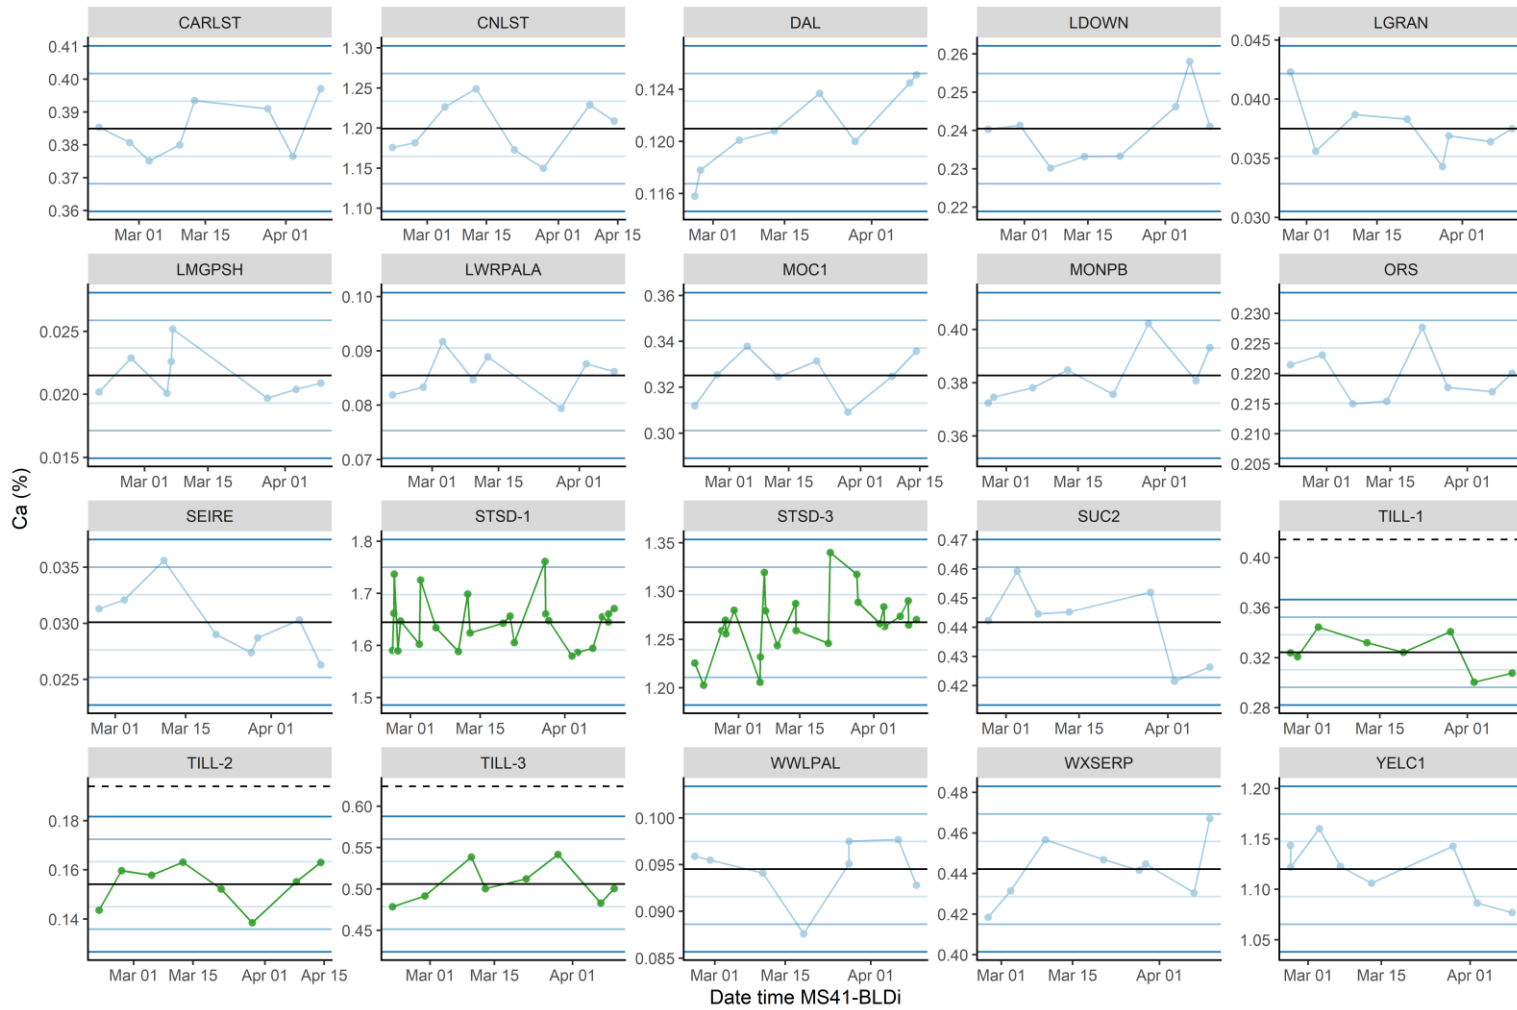 CARLST CNLST DAL LDOWN LGRAN
0.41 0.40 0.39 0.38 0.37 0.36
Mar 01 Mar 15 Apr 01
1.30 1.25 1.20 1.15 1.10
Mar 01 Mar 15 Apr 01 Apr 15
0.124 0.120 0.116
Mar 01 Mar 15 Apr 01
0.26 0.25 0.24 0.23 0.22
Mar 01 Mar 15 Apr 01
0.045 0.040 0.035 0.030
Mar 01 Mar 15 Apr 01
LMGPSH LWRPALA MOC1 MONPB ORS
0.025 0.020 0.015
Mar 01 Mar 15 Apr 01
0.10 0.09 0.08 0.07
Mar 01 Mar 15 Apr 01
0.36 0.34 0.32 0.30
Mar 01 Mar 15 Apr 01 Apr 15
0.40 0.38 0.36
Mar 01 Mar 15 Apr 01
0.230 0.225 0.220 0.215 0.210 0.205
Mar 01 Mar 15 Apr 01
Ca (%)
SEIRE STSD-1 STSD-3 SUC2 TILL-1
0.035 0.030 0.025
Mar 01 Mar 15 Apr 01
1.8 1.7 1.6 1.5
Mar 01 Mar 15 Apr 01
1.35 1.30 1.25 1.20
Mar 01 Mar 15 Apr 01
0.47 0.46 0.45 0.44 0.43 0.42
Mar 01 Mar 15 Apr 01
0.40 0.36 0.32 0.28
Mar 01 Mar 15 Apr 01
TILL-2 TILL-3 WWLPAL WXSERP YELC1
0.18 0.16 0.14
Mar 01 Mar 15 Apr 01 Apr 15
0.60 0.55 0.50 0.45
Mar 01 Mar 15 Apr 01
0.100 0.095 0.090 0.085
Mar 01 Mar 15 Apr 01
0.48 0.46 0.44 0.42 0.40
Mar 01 Mar 15 Apr 01
1.20 1.15 1.10 1.05
Mar 01 Mar 15 Apr 01
Date time MS41-BLDi